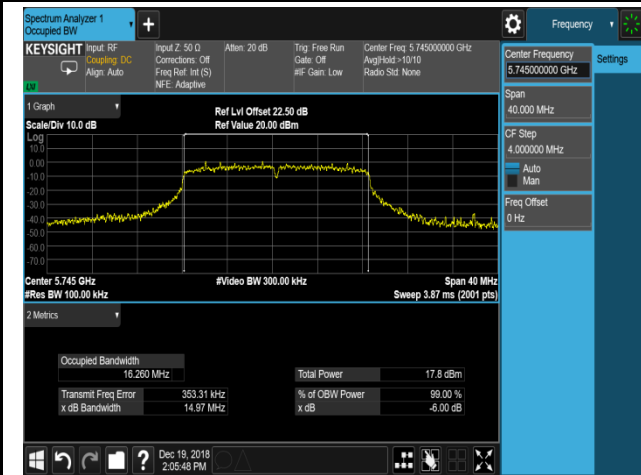 Spectrum Analyzer 1
Occupied BW
+
Frequency
KEYSIGHT
Input: RF
Coupling: DC
Align: Auto
Input Z: 50 Ω
Corrections: Off
Freq Ref: Int (S)
NFE: Adaptive
Atten: 20 dB
Trig: Free Run
Gate: Off
#IF Gain: Low
Center Freq: 5.745000000 GHz
Avg|Hold:>10/10
Radio Std: None
LXI
Center Frequency
5.745000000 GHz
Settings
Span
40.000 MHz
CF Step
4.000000 MHz
Auto
Man
Freq Offset
0 Hz
1 Graph
Scale/Div 10.0 dB
Ref Lvl Offset 22.50 dB
Ref Value 20.00 dBm
Log
10.0
0.00
-10.0
-20.0
-30.0
-40.0
-50.0
-60.0
-70.0
Center 5.745 GHz
#Video BW 300.00 kHz
Span 40 MHz
#Res BW 100.00 kHz
Sweep 3.87 ms (2001 pts)
2 Metrics
Occupied Bandwidth
16.260 MHz
Total Power 17.8 dBm
Transmit Freq Error 353.31 kHz
% of OBW Power 99.00 %
x dB Bandwidth 14.97 MHz
x dB -6.00 dB
?
Dec 19, 2018
2:05:48 PM